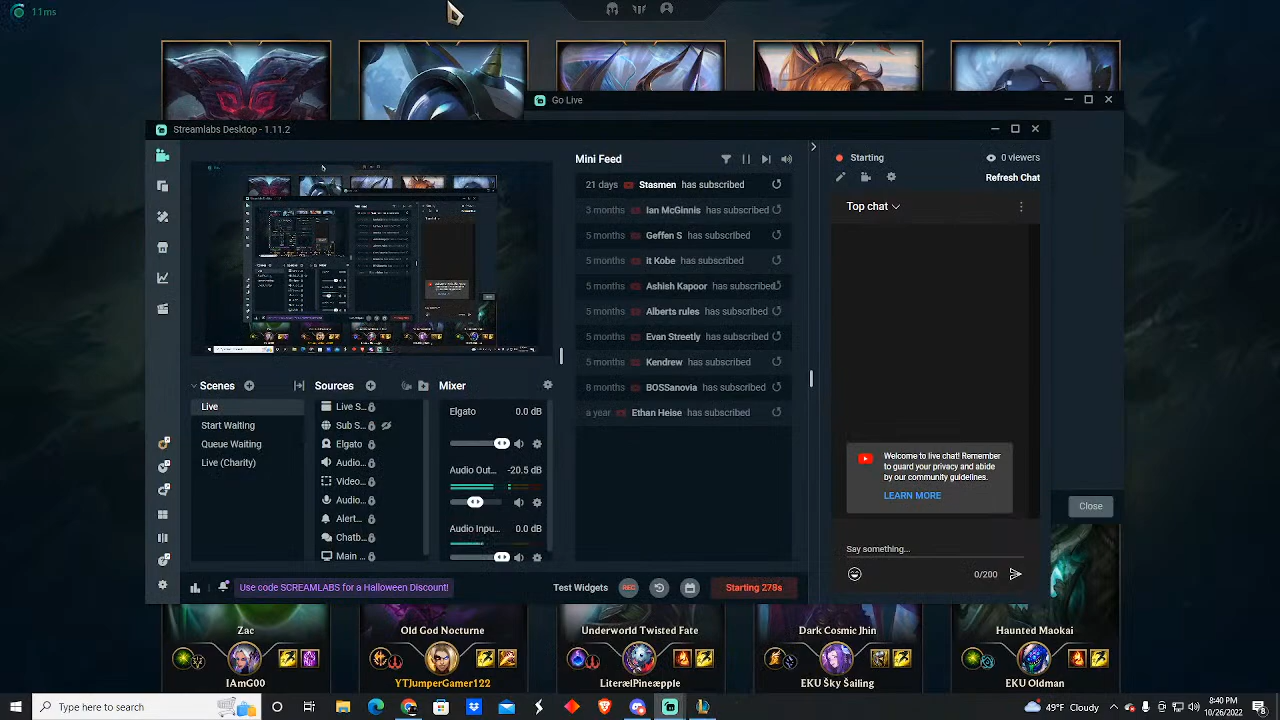 11ms
Go Live
Streamlabs Desktop - 1.11.2
Mini Feed
21 days Stasmen has subscribed
3 months Ian McGinnis has subscribed
5 months Geffen S has subscribed
5 months it Kobe has subscribed
5 months Ashish Kapoor has subscribed
5 months Alberts rules has subscribed
5 months Evan Streetly has subscribed
5 months Kendrew has subscribed
8 months BOSSanovia has subscribed
a year Ethan Heise has subscribed
Starting
0 viewers
Refresh Chat
Top chat
Welcome to live chat! Remember
to guard your privacy and abide
by our community guidelines.
LEARN MORE
Say something...
0/200
Close
Scenes
Live
Start Waiting
Queue Waiting
Live (Charity)
Sources
Live S...
Sub S...
Elgato
Audio...
Video...
Audio...
Alert...
Chatb...
Main ...
Mixer
Elgato 0.0 dB
Audio Out... -20.5 dB
Audio Inpu... 0.0 dB
Use code SCREAMLABS for a Halloween Discount!
Test Widgets
REC
Starting 278s
Zac
IAmG00
Old God Nocturne
YTJumperGamer122
Underworld Twisted Fate
LiterælPineæpple
Dark Cosmic Jhin
EKU Šky Šailing
Haunted Maokai
EKU Oldman
Type here to search
49°F Cloudy
8:40 PM
10/26/2022